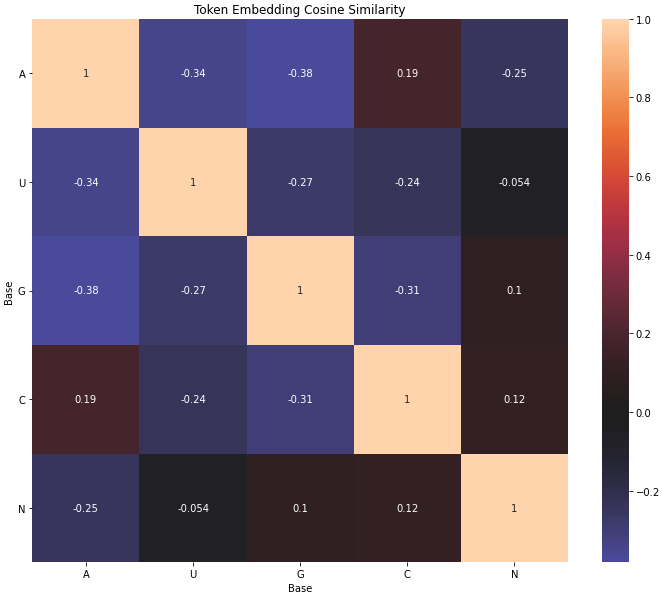 Token Embedding Cosine Similarity
A 1 -0.34 -0.38 0.19 -0.25
U -0.34 1 -0.27 -0.24 -0.054
G -0.38 -0.27 1 -0.31 0.1
C 0.19 -0.24 -0.31 1 0.12
N -0.25 -0.054 0.1 0.12 1
A U G C N
Base
Base
1.0
0.8
0.6
0.4
0.2
0.0
−0.2